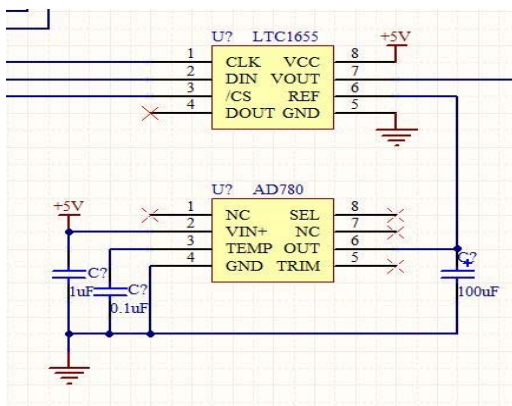 U? LTC1655
+5V
1 CLK VCC 8
2 DIN VOUT 7
3 /CS REF 6
4 DOUT GND 5
U? AD780
+5V
1 NC SEL 8
2 VIN+ NC 7
3 TEMP OUT 6
4 GND TRIM 5
C?
1uF
C?
0.1uF
C?
100uF